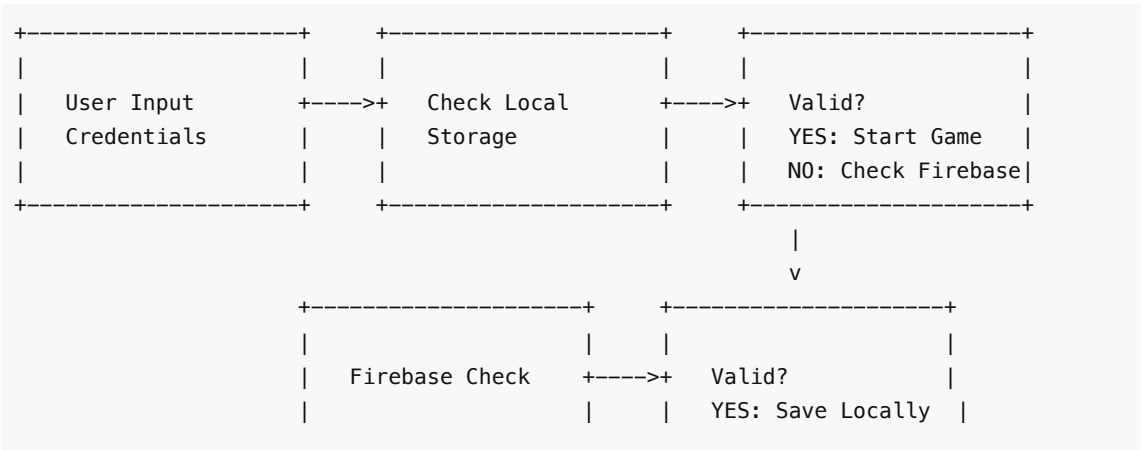 +---------------------+     +---------------------+     +---------------------+
|                     |     |                     |     |                     |
|   User Input        +---->+   Check Local       +---->+   Valid?            |
|   Credentials       |     |   Storage           |     |   YES: Start Game   |
|                     |     |                     |     |   NO: Check Firebase|
+---------------------+     +---------------------+     +---------------------+
                                                            |
                                                            v
                      +---------------------+     +---------------------+
                      |                     |     |                     |
                      |   Firebase Check    +---->+   Valid?            |
                      |                     |     |   YES: Save Locally  |